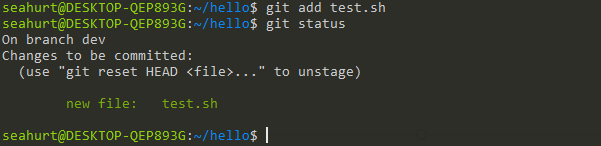 seahurt@DESKTOP-QEP893G:~/hello$ git add test.sh
seahurt@DESKTOP-QEP893G:~/hello$ git status
On branch dev
Changes to be committed:
  (use "git reset HEAD <file>..." to unstage)

        new file:   test.sh

seahurt@DESKTOP-QEP893G:~/hello$